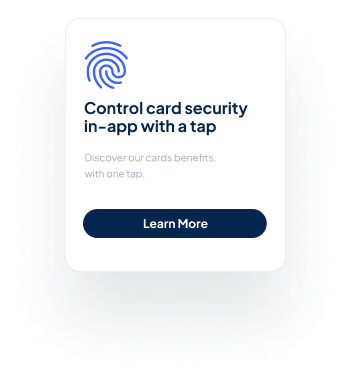 Control card security
in-app with a tap
Discover our cards benefits,
with one tap.
Learn More